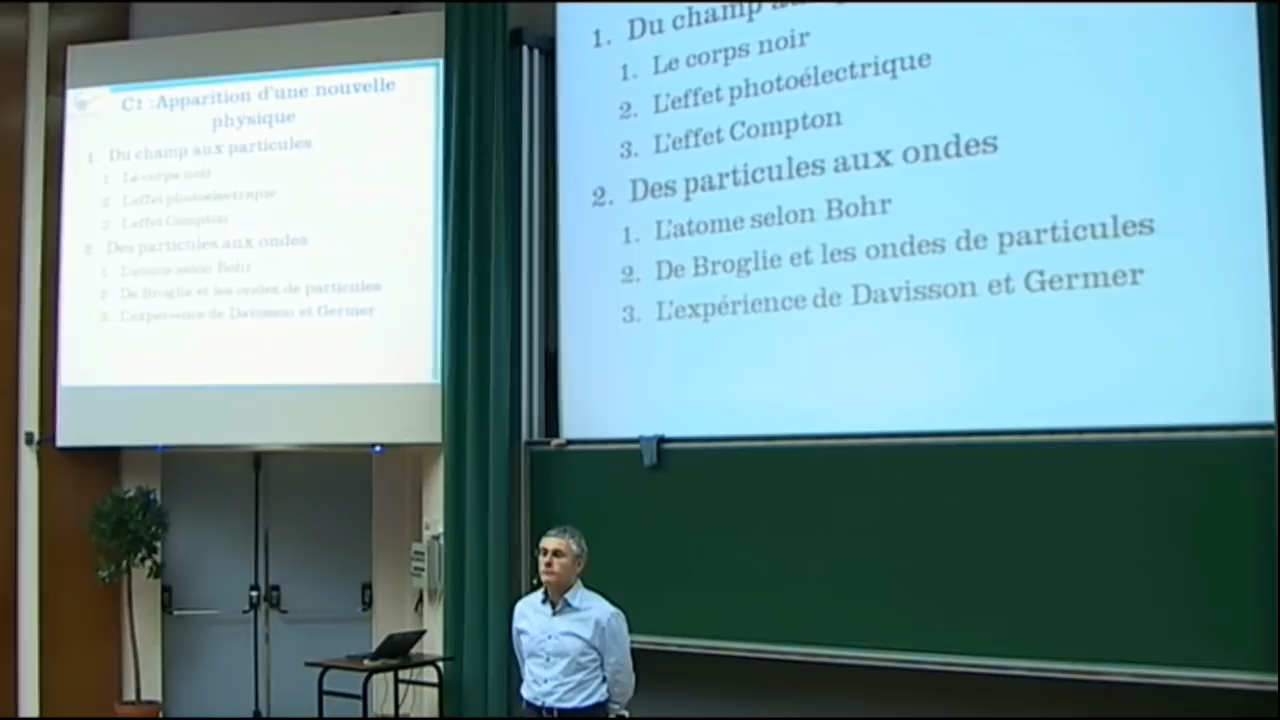 C1 : Apparition d'une nouvelle
physique
1. Du champ aux particules
1. Le corps noir
2. L'effet photoélectrique
3. L'effet Compton
2. Des particules aux ondes
1. L'atome selon Bohr
2. De Broglie et les ondes de particules
3. L'expérience de Davisson et Germer
1. Du champ
1. Le corps noir
2. L'effet photoélectrique
3. L'effet Compton
2. Des particules aux ondes
1. L'atome selon Bohr
2. De Broglie et les ondes de particules
3. L'expérience de Davisson et Germer